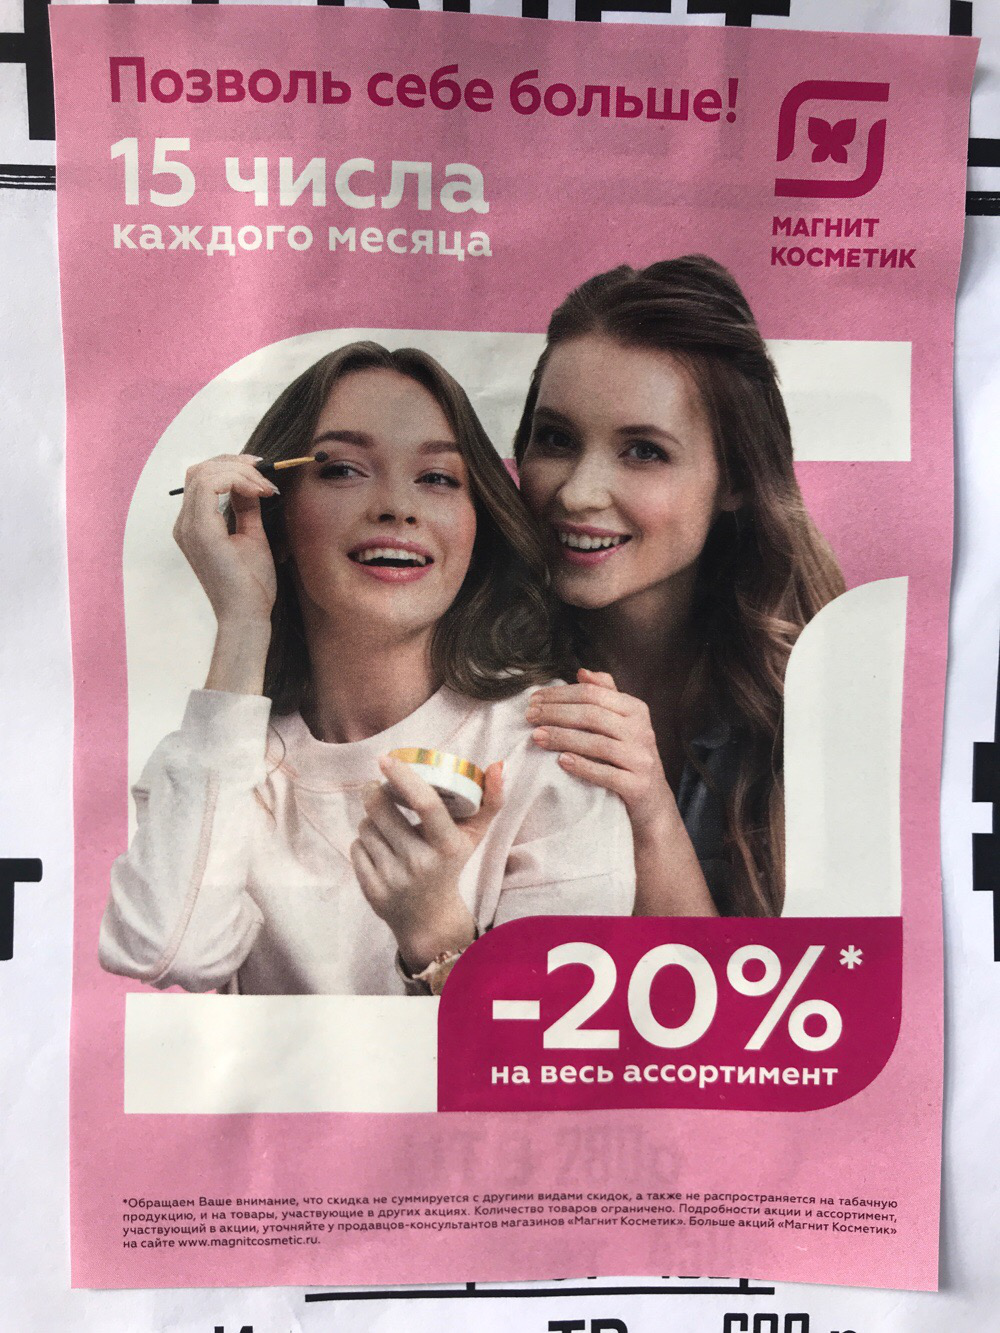 Позволь себе больше!
15 числа
каждого месяца
МАГНИТ
КОСМЕТИК
-20%*
на весь ассортимент
*Обращаем Ваше внимание, что скидка не суммируется с другими видами скидок, а также не распространяется на табачную
продукцию, и на товары, участвующие в других акциях. Количество товаров ограничено. Подробности акции и ассортимент,
участвующий в акции, уточняйте у продавцов-консультантов магазинов «Магнит Косметик». Больше акций «Магнит Косметик»
на сайте www.magnitcosmetic.ru.